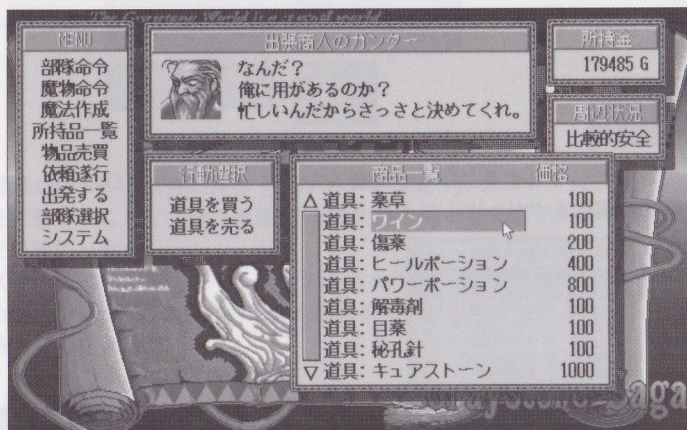 The Graystone World is a small world
MENU
部隊命令
魔物命令
魔法作成
所持品一覧
物品売買
依頼遂行
出発する
部隊選択
システム
出張商人のガンター
なんだ?
俺に用があるのか?
忙しいんだからさっさと決めてくれ。
所持金
179485 G
周辺状況
比較的安全
行動選択
道具を買う
道具を売る
商品一覧 価格
△ 道具: 薬草 100
道具: ワイン 100
道具: 傷薬 200
道具: ヒールポーション 400
道具: パワーポーション 800
道具: 解毒剤 100
道具: 目薬 100
道具: 秘孔針 100
▽ 道具: キュアストーン 1000
Saga